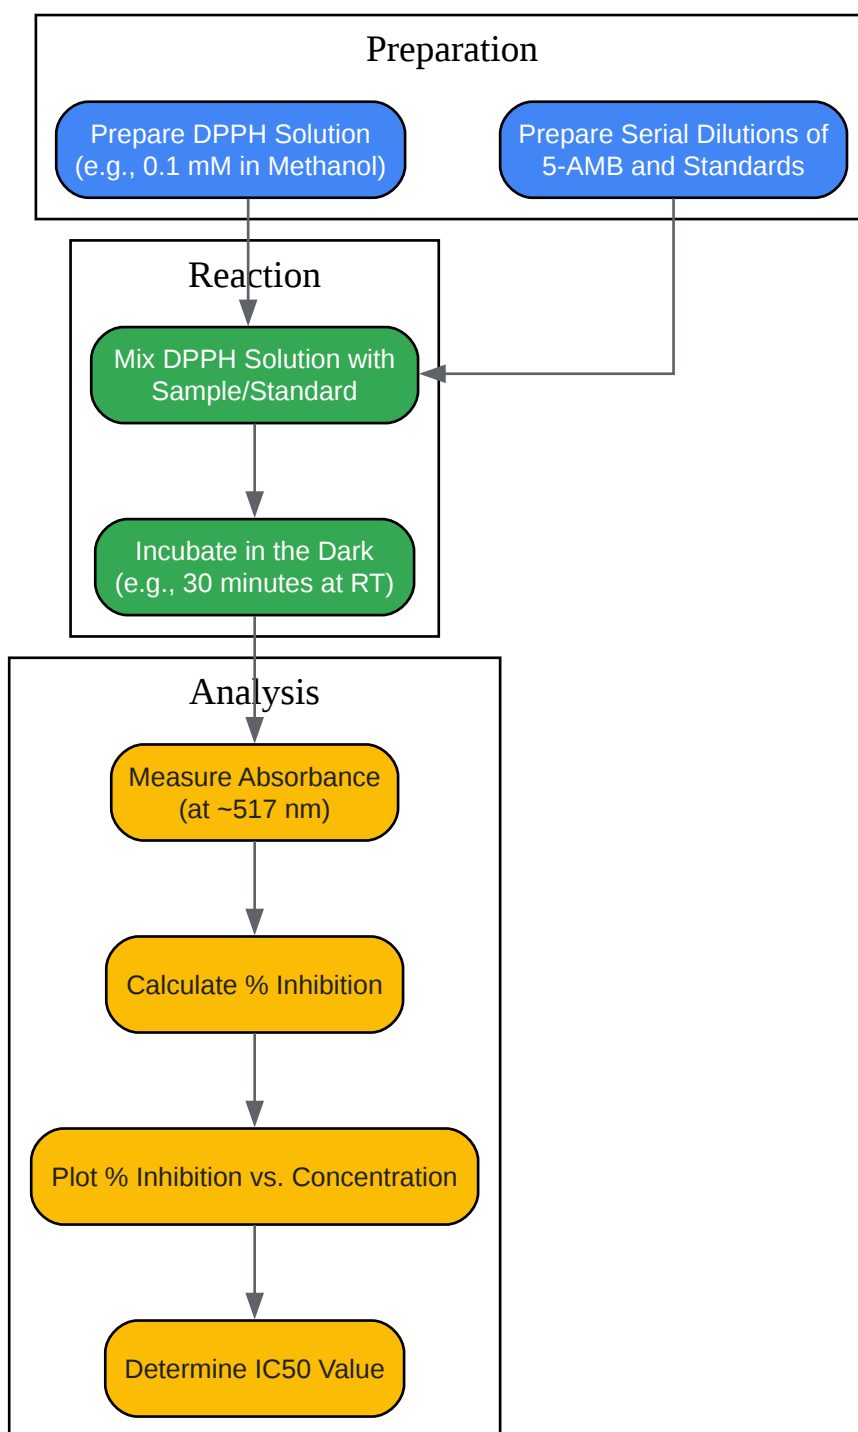 Preparation
Prepare DPPH Solution
(e.g., 0.1 mM in Methanol)
Prepare Serial Dilutions of
5-AMB and Standards
Reaction
Mix DPPH Solution with
Sample/Standard
Incubate in the Dark
(e.g., 30 minutes at RT)
Analysis
Measure Absorbance
(at ~517 nm)
Calculate % Inhibition
Plot % Inhibition vs. Concentration
Determine IC50 Value